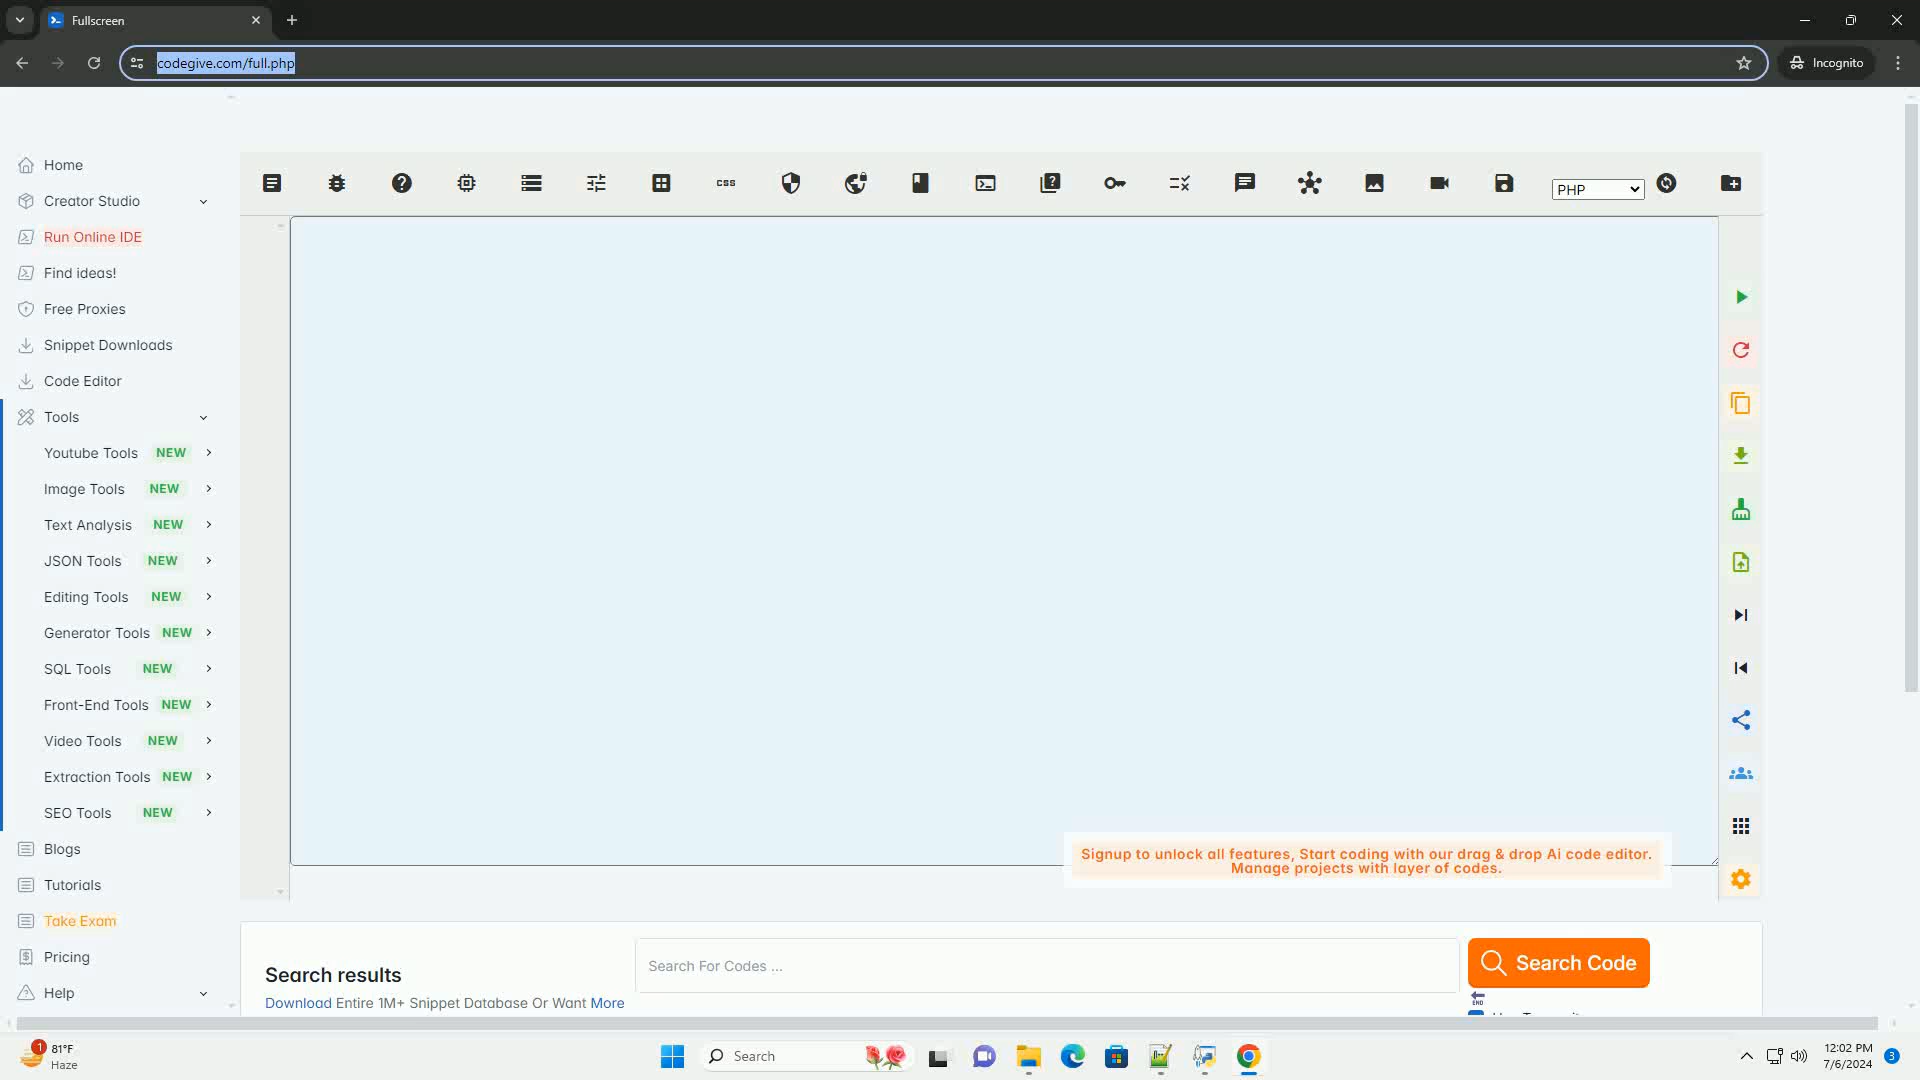 Fullscreen
codegive.com/full.php
Incognito
Home
Creator Studio
Run Online IDE
Find ideas!
Free Proxies
Snippet Downloads
Code Editor
Tools
Youtube Tools NEW
Image Tools NEW
Text Analysis NEW
JSON Tools NEW
Editing Tools NEW
Generator Tools NEW
SQL Tools NEW
Front-End Tools NEW
Video Tools NEW
Extraction Tools NEW
SEO Tools NEW
Blogs
Tutorials
Take Exam
Pricing
Help
css
PHP
Signup to unlock all features, Start coding with our drag & drop Ai code editor.
Manage projects with layer of codes.
Search results
Download Entire 1M+ Snippet Database Or Want More
Search For Codes ...
Search Code
END
1
81°F
Haze
Search
12:02 PM
7/6/2024
3